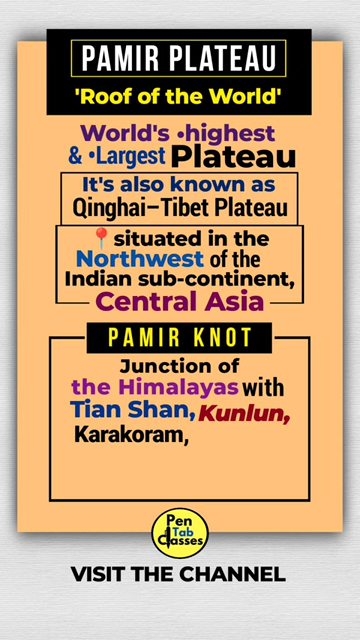 PAMIR PLATEAU
'Roof of the World'
World's •highest
& •Largest Plateau
It's also known as
Qinghai–Tibet Plateau
📍situated in the
Northwest of the
Indian sub-continent,
Central Asia
PAMIR KNOT
Junction of
the Himalayas with
Tian Shan, Kunlun,
Karakoram,
Pen
Tab
Classes
VISIT THE CHANNEL